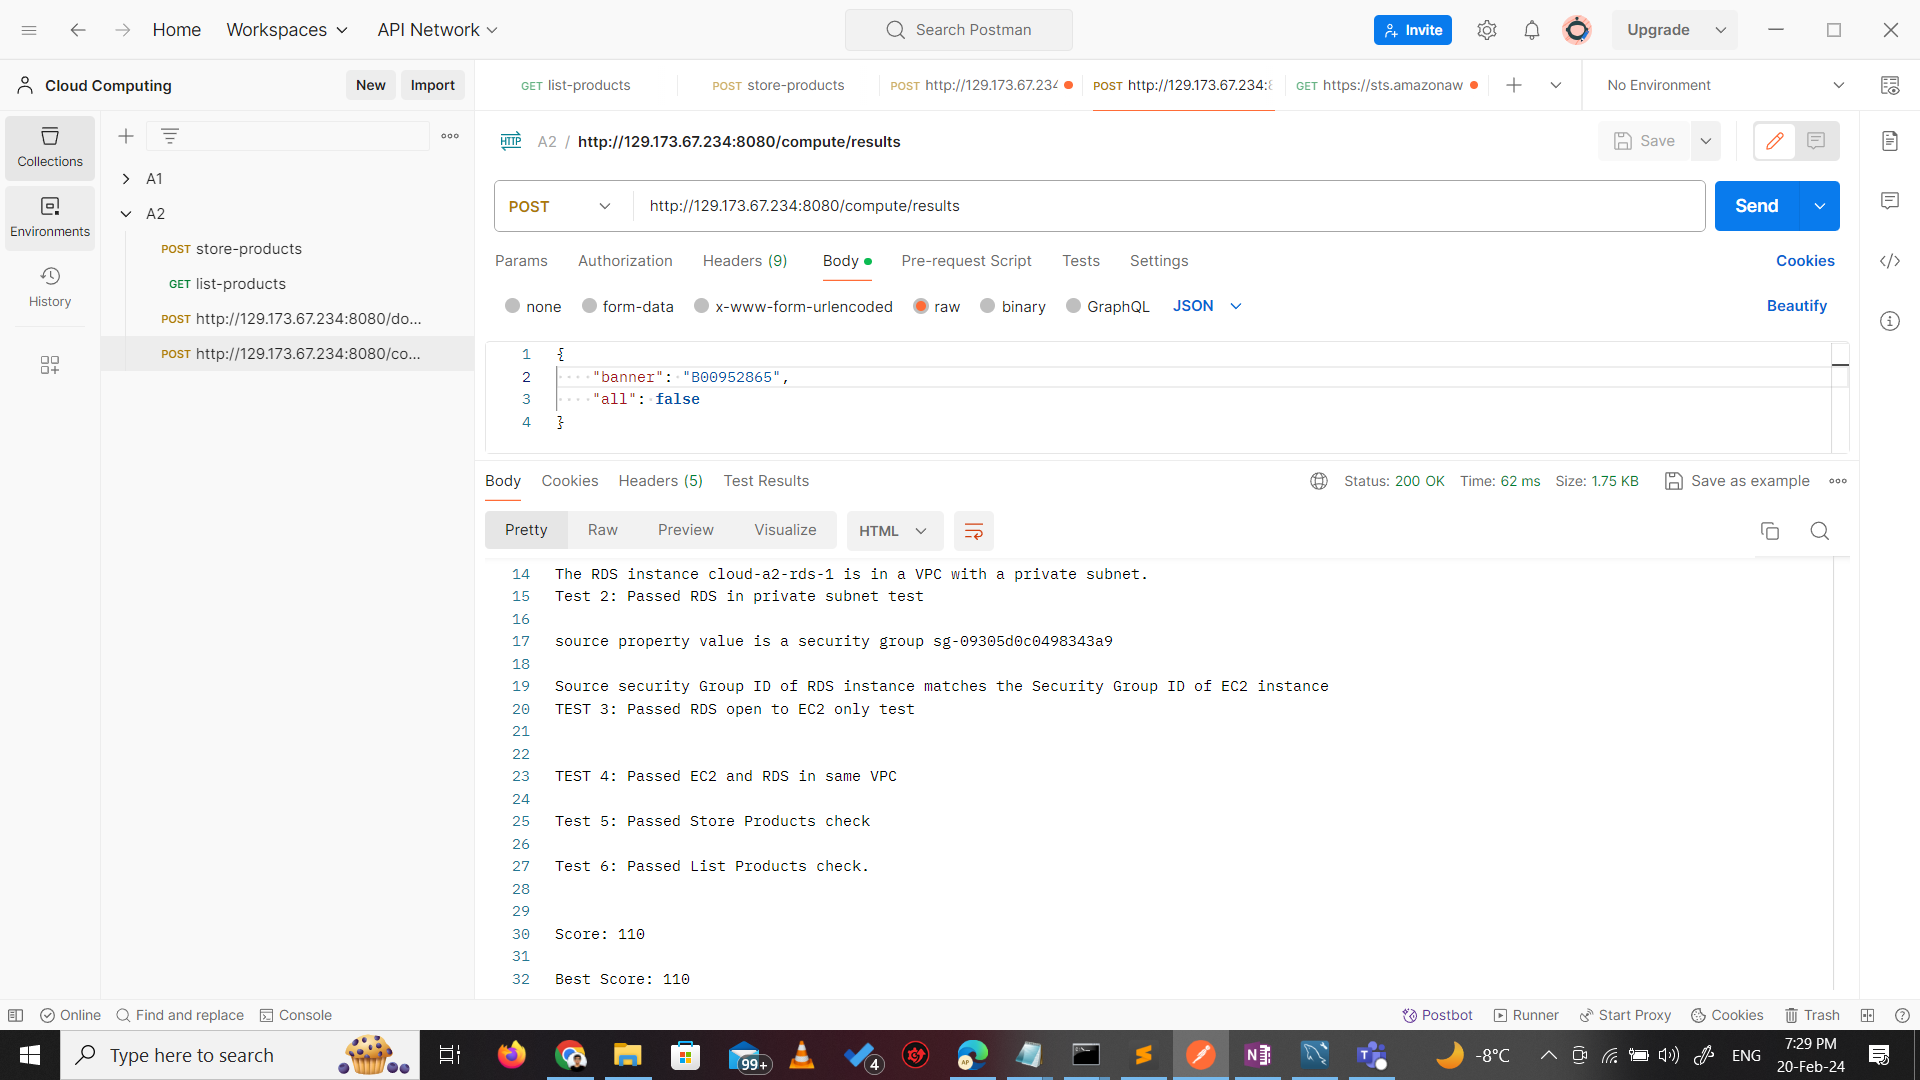 Home Workspaces API Network Search Postman Invite Upgrade
Cloud Computing New Import
GET list-products POST store-products POST http://129.173.67.234 POST http://129.173.67.234: GET https://sts.amazonaw No Environment
Collections
Environments
History
A1
A2
POST store-products
GET list-products
POST http://129.173.67.234:8080/do...
POST http://129.173.67.234:8080/co...
HTTP A2 / http://129.173.67.234:8080/compute/results Save
POST http://129.173.67.234:8080/compute/results Send
Params Authorization Headers (9) Body Pre-request Script Tests Settings Cookies
none form-data x-www-form-urlencoded raw binary GraphQL JSON Beautify
1 {
2 "banner": "B00952865",
3 "all": false
4 }
Body Cookies Headers (5) Test Results Status: 200 OK Time: 62 ms Size: 1.75 KB Save as example
Pretty Raw Preview Visualize HTML
14 The RDS instance cloud-a2-rds-1 is in a VPC with a private subnet.
15 Test 2: Passed RDS in private subnet test
16
17 source property value is a security group sg-09305d0c0498343a9
18
19 Source security Group ID of RDS instance matches the Security Group ID of EC2 instance
20 TEST 3: Passed RDS open to EC2 only test
21
22
23 TEST 4: Passed EC2 and RDS in same VPC
24
25 Test 5: Passed Store Products check
26
27 Test 6: Passed List Products check.
28
29
30 Score: 110
31
32 Best Score: 110
Online Find and replace Console Postbot Runner Start Proxy Cookies Trash
Type here to search 99+ 4 -8°C ENG 7:29 PM
20-Feb-24